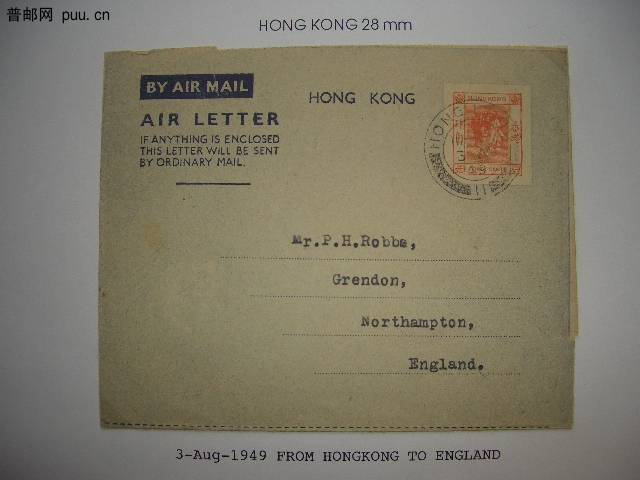 普邮网 puu.cn
HONG KONG 28 mm
BY AIR MAIL
AIR LETTER
IF ANYTHING IS ENCLOSED
THIS LETTER WILL BE SENT
BY ORDINARY MAIL.
HONG KONG
HONG
Mr.P.H.Robbs,
Grendon,
Northampton,
England.
3-Aug-1949 FROM HONGKONG TO ENGLAND